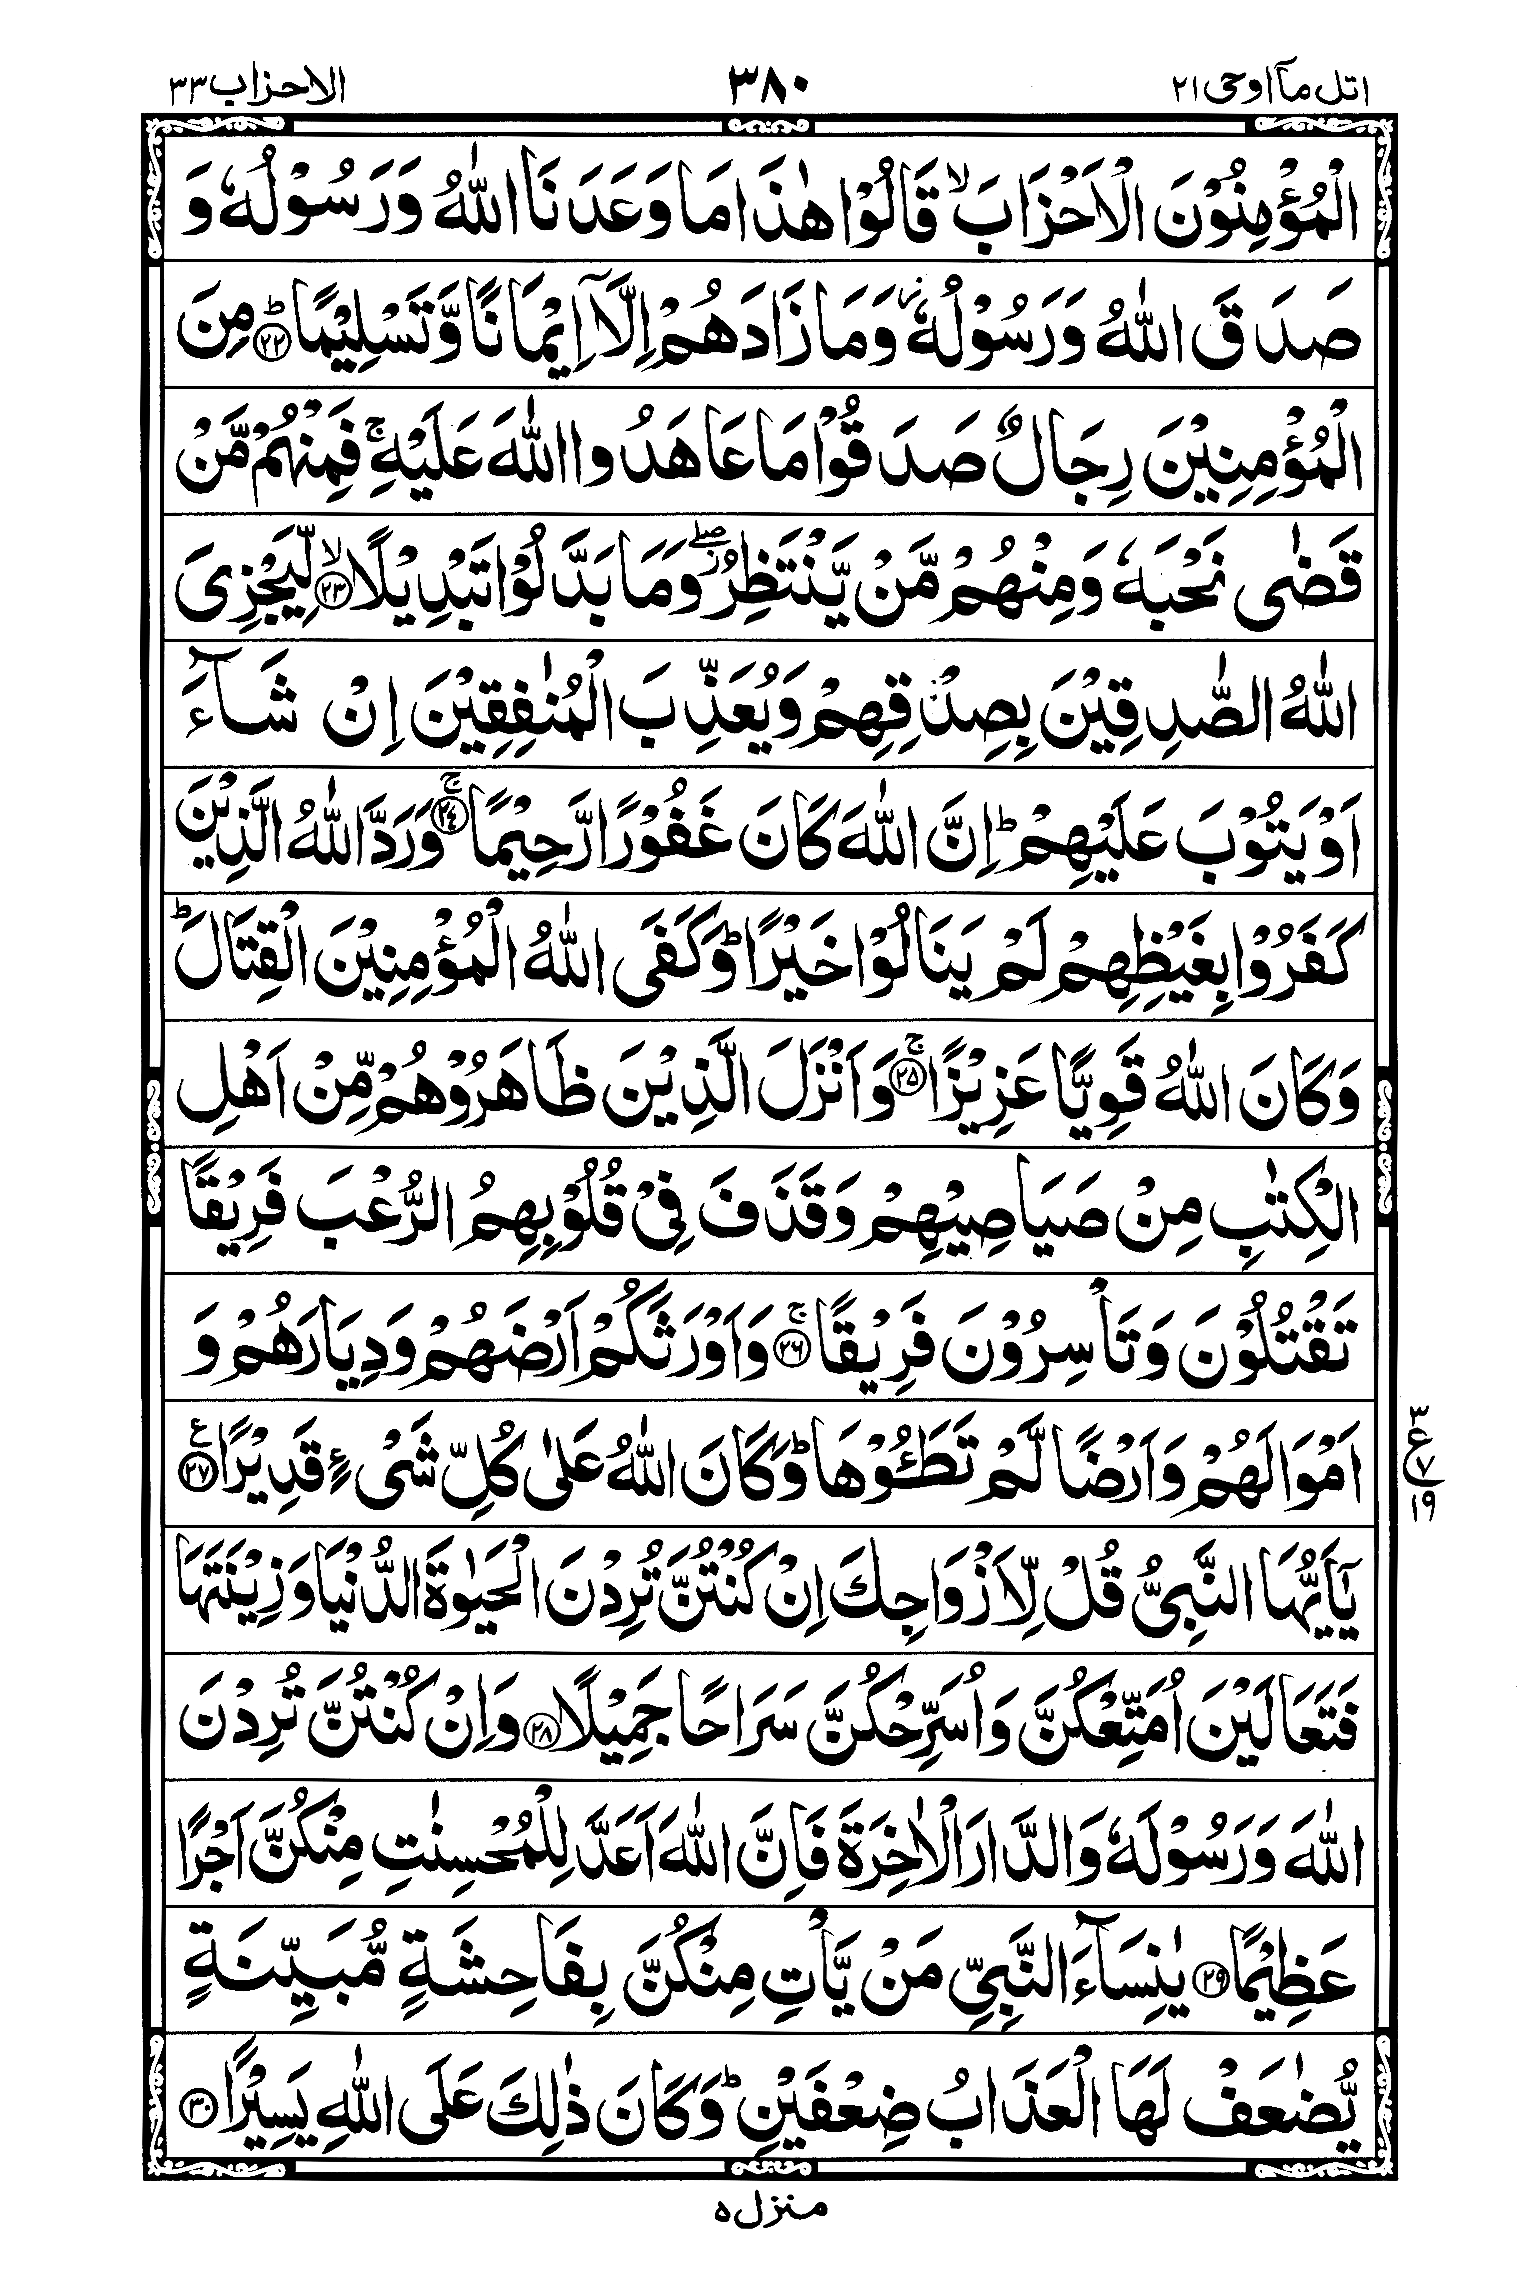 اتل مآ اوحی ۲۱
۳۸۰
الاحزاب ۳۳
الْمُؤْمِنُوْنَ الْاَحْزَابَ ۙ قَالُوْا هٰذَا مَا وَعَدَنَا اللّٰهُ وَرَسُوْلُهٗ وَ
صَدَقَ اللّٰهُ وَرَسُوْلُهٗ ۫ وَمَا زَادَهُمْ اِلَّآ اِيْمَانًا وَّتَسْلِيْمًا ؕ ﴿۲۲﴾ مِنَ
الْمُؤْمِنِيْنَ رِجَالٌ صَدَقُوْا مَا عَاهَدُوا اللّٰهَ عَلَيْهِ ۚ فَمِنْهُمْ مَّنْ
قَضٰى نَحْبَهٗ وَمِنْهُمْ مَّنْ يَّنْتَظِرُ ۖ ز وَمَا بَدَّلُوْا تَبْدِيْلًا ۙ ﴿۲۳﴾ لِّيَجْزِىَ
اللّٰهُ الصّٰدِقِيْنَ بِصِدْقِهِمْ وَيُعَذِّبَ الْمُنٰفِقِيْنَ اِنْ شَآءَ
اَوْ يَتُوْبَ عَلَيْهِمْ ؕ اِنَّ اللّٰهَ كَانَ غَفُوْرًا رَّحِيْمًا ۚ ﴿۲۴﴾ وَرَدَّ اللّٰهُ الَّذِيْنَ
كَفَرُوْا بِغَيْظِهِمْ لَمْ يَنَالُوْا خَيْرًا ؕ وَكَفَى اللّٰهُ الْمُؤْمِنِيْنَ الْقِتَالَ ؕ
وَكَانَ اللّٰهُ قَوِيًّا عَزِيْزًا ۚ ﴿۲۵﴾ وَاَنْزَلَ الَّذِيْنَ ظَاهَرُوْهُمْ مِّنْ اَهْلِ
الْكِتٰبِ مِنْ صَيَاصِيْهِمْ وَقَذَفَ فِىْ قُلُوْبِهِمُ الرُّعْبَ فَرِيْقًا
تَقْتُلُوْنَ وَتَاْسِرُوْنَ فَرِيْقًا ۚ ﴿۲۶﴾ وَاَوْرَثَكُمْ اَرْضَهُمْ وَدِيَارَهُمْ وَ
اَمْوَالَهُمْ وَاَرْضًا لَّمْ تَطَـُٔوْهَا ؕ وَكَانَ اللّٰهُ عَلٰى كُلِّ شَىْءٍ قَدِيْرًا ﴿۲۷﴾ ع
۳
ع
۷
۱۹
يٰۤاَيُّهَا النَّبِىُّ قُلْ لِّاَزْوَاجِكَ اِنْ كُنْتُنَّ تُرِدْنَ الْحَيٰوةَ الدُّنْيَا وَزِيْنَتَهَا
فَتَعَالَيْنَ اُمَتِّعْكُنَّ وَاُسَرِّحْكُنَّ سَرَاحًا جَمِيْلًا ﴿۲۸﴾ وَاِنْ كُنْتُنَّ تُرِدْنَ
اللّٰهَ وَرَسُوْلَهٗ وَالدَّارَ الْاٰخِرَةَ فَاِنَّ اللّٰهَ اَعَدَّ لِلْمُحْسِنٰتِ مِنْكُنَّ اَجْرًا
عَظِيْمًا ﴿۲۹﴾ يٰنِسَآءَ النَّبِىِّ مَنْ يَّاْتِ مِنْكُنَّ بِفَاحِشَةٍ مُّبَيِّنَةٍ
يُّضٰعَفْ لَهَا الْعَذَابُ ضِعْفَيْنِ ؕ وَكَانَ ذٰلِكَ عَلَى اللّٰهِ يَسِيْرًا ﴿۳۰﴾
منزل ۵